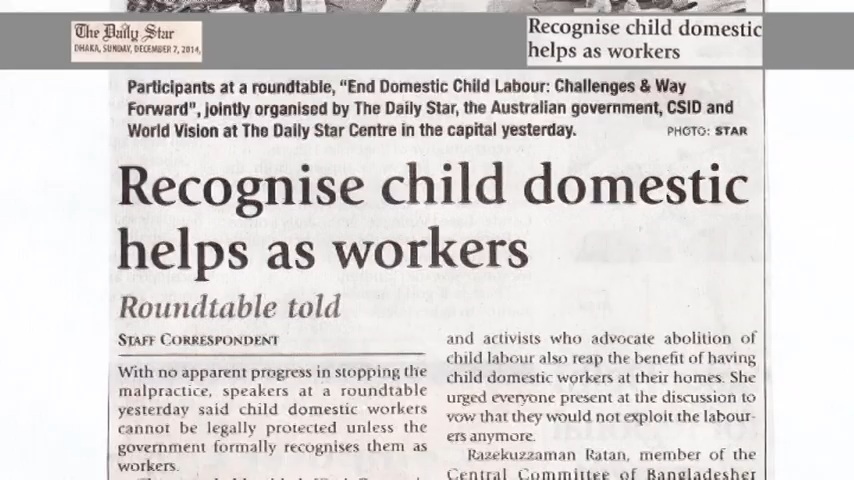 The Daily Star
DHAKA, SUNDAY, DECEMBER 7, 2014,
Recognise child domestic
helps as workers
Participants at a roundtable, "End Domestic Child Labour: Challenges & Way
Forward", jointly organised by The Daily Star, the Australian government, CSID and
World Vision at The Daily Star Centre in the capital yesterday.
PHOTO: STAR
Recognise child domestic
helps as workers
Roundtable told
STAFF CORRESPONDENT
With no apparent progress in stopping the
malpractice, speakers at a roundtable
yesterday said child domestic workers
cannot be legally protected unless the
government formally recognises them as
workers.
and activists who advocate abolition of
child labour also reap the benefit of having
child domestic workers at their homes. She
urged everyone present at the discussion to
vow that they would not exploit the labour-
ers anymore.
Razekuzzaman Ratan, member of the
Central Committee of Bangladesher